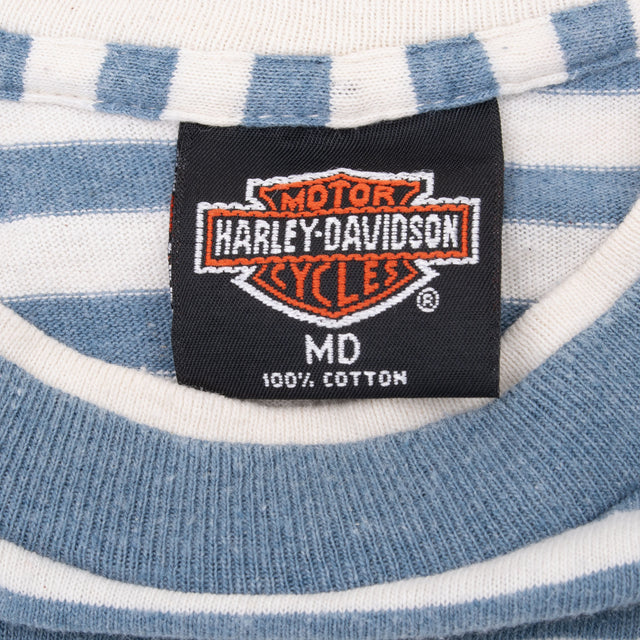 MOTOR
HARLEY-DAVIDSON
CYCLES
®
MD
100% COTTON